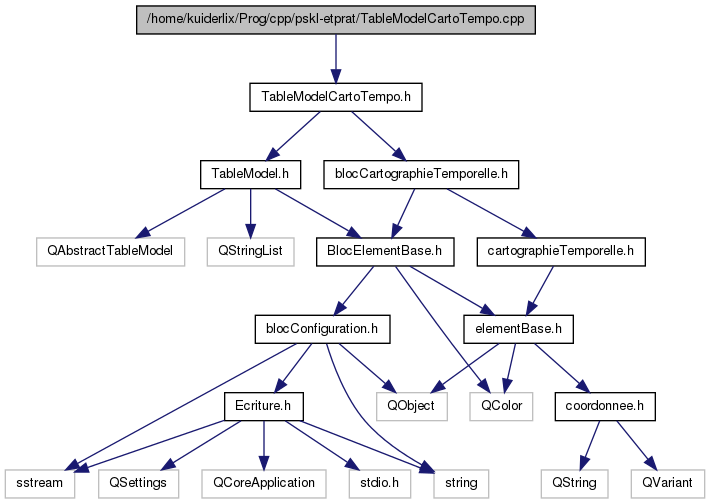 /home/kuiderlix/Prog/cpp/pskl-etprat/TableModelCartoTempo.cpp
TableModelCartoTempo.h
TableModel.h
blocCartographieTemporelle.h
QAbstractTableModel
QStringList
BlocElementBase.h
cartographieTemporelle.h
blocConfiguration.h
elementBase.h
Ecriture.h
QObject
QColor
coordonnee.h
sstream
QSettings
QCoreApplication
stdio.h
string
QString
QVariant